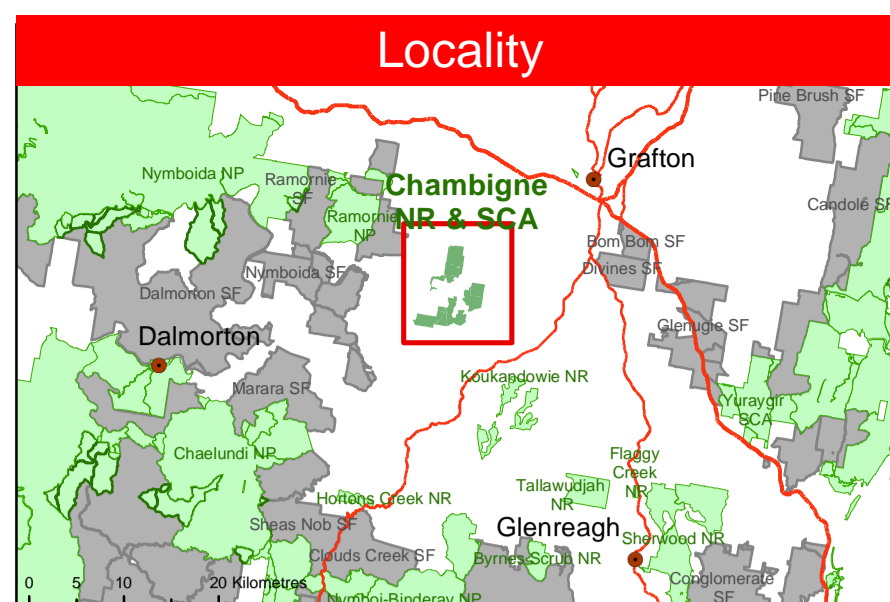 Locality
Pine Brush SF
Grafton
Nymboida NP
Ramornie
SF
Chambigne
NR & SCA
Ramornie
NP
Candole SF
Bom Bom SF
Divines SF
Nymboida SF
Dalmorton SF
Glenugie SF
Dalmorton
Koukandowie NR
Marara SF
Yuraygir
SCA
Chaelundi NP
Flaggy
Creek
NR
Tallawudjah
NR
Hortons Creek NR
Sheas Nob SF
Glenreagh
Sherwood NR
Clouds Creek SF
Byrnes Scrub NR
Conglomerate
SF
0 5 10 20 Kilometres
Nymboi-Binderay NP